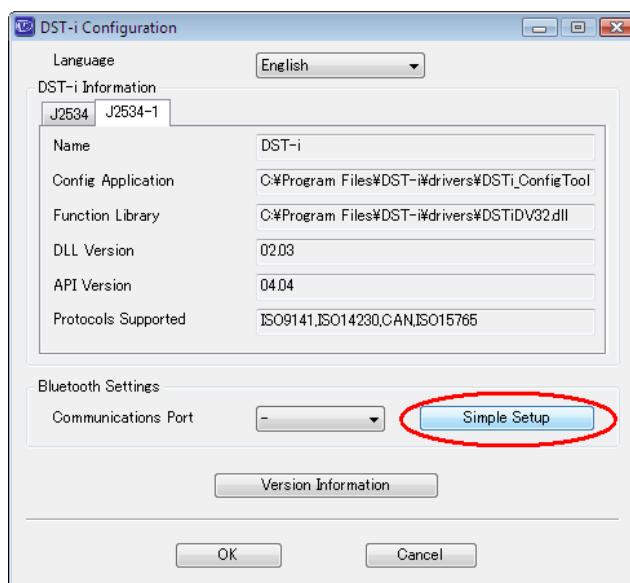 DST-i Configuration
Language English
DST-i Information
J2534 J2534-1
Name DST-i
Config Application C:¥Program Files¥DST-i¥drivers¥DSTi_ConfigTool
Function Library C:¥Program Files¥DST-i¥drivers¥DSTiDV32.dll
DLL Version 02.03
API Version 04.04
Protocols Supported ISO9141,ISO14230,CAN,ISO15765
Bluetooth Settings
Communications Port - Simple Setup
Version Information
OK Cancel